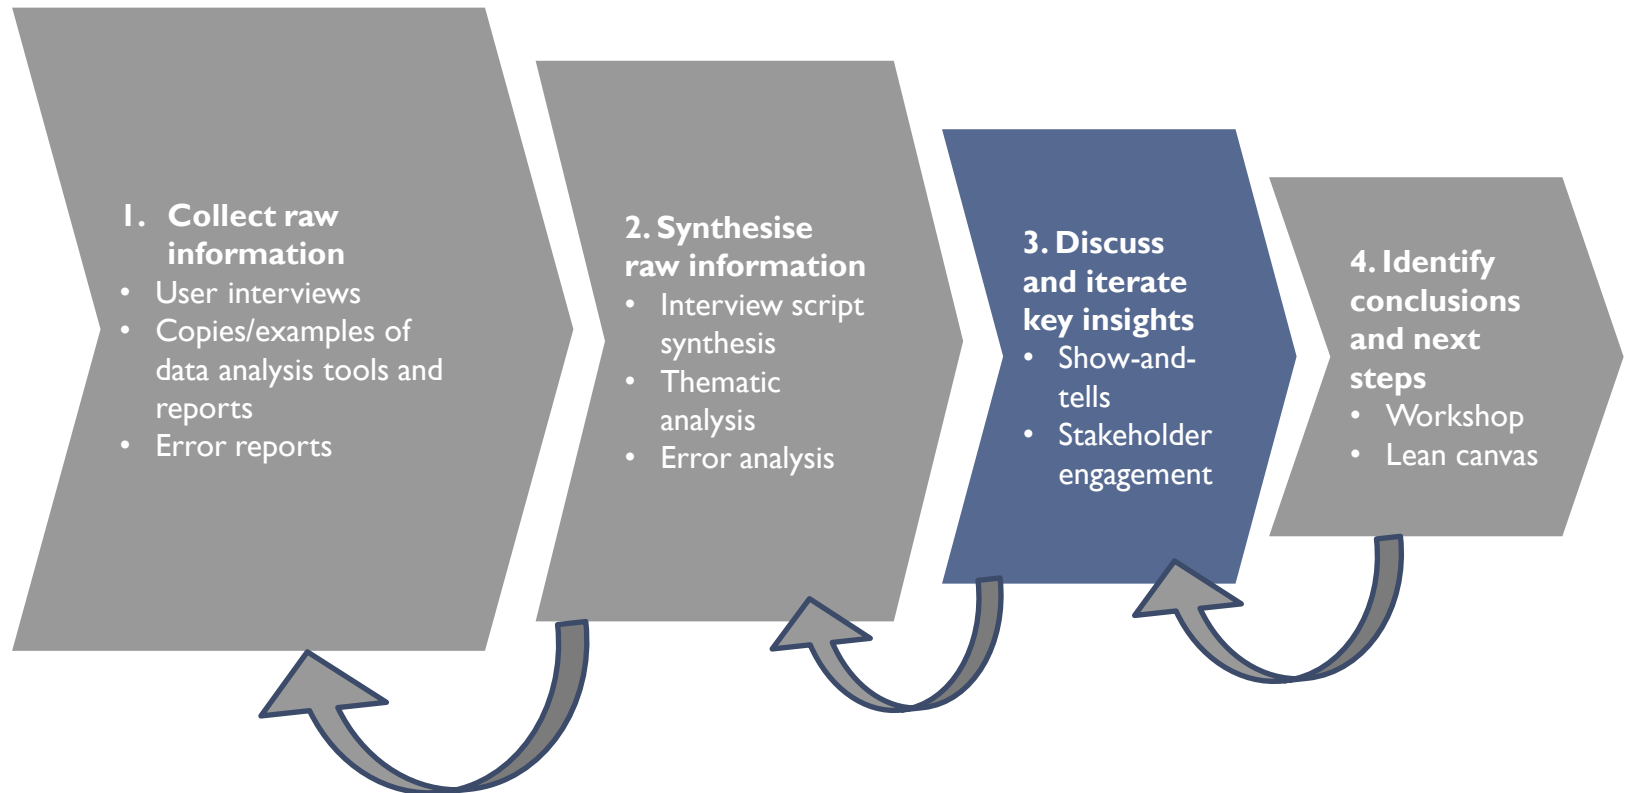 1. Collect raw
information
• User interviews
• Copies/examples of
data analysis tools and
reports
• Error reports
2. Synthesise
raw information
• Interview script
synthesis
• Thematic
analysis
• Error analysis
3. Discuss
and iterate
key insights
• Show-and-
tells
• Stakeholder
engagement
4. Identify
conclusions
and next
steps
• Workshop
• Lean canvas